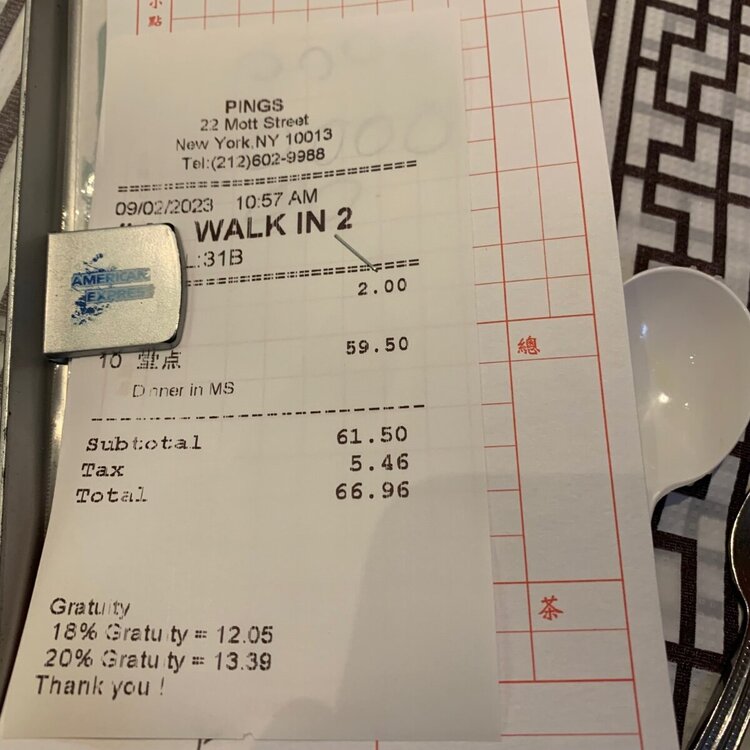 小
點
PINGS
22 Mott Street
New York,NY 10013
Tel:(212)602-9988
09/02/2023 10:57 AM
WALK IN 2
:31B
AMERICAN
EXPRESS
2.00
10 點 59.50
Dinner in MS
Subtotal 61.50
Tax 5.46
Total 66.96
Gratuity
18% Gratuity = 12.05
20% Gratuity = 13.39
Thank you !
總
茶